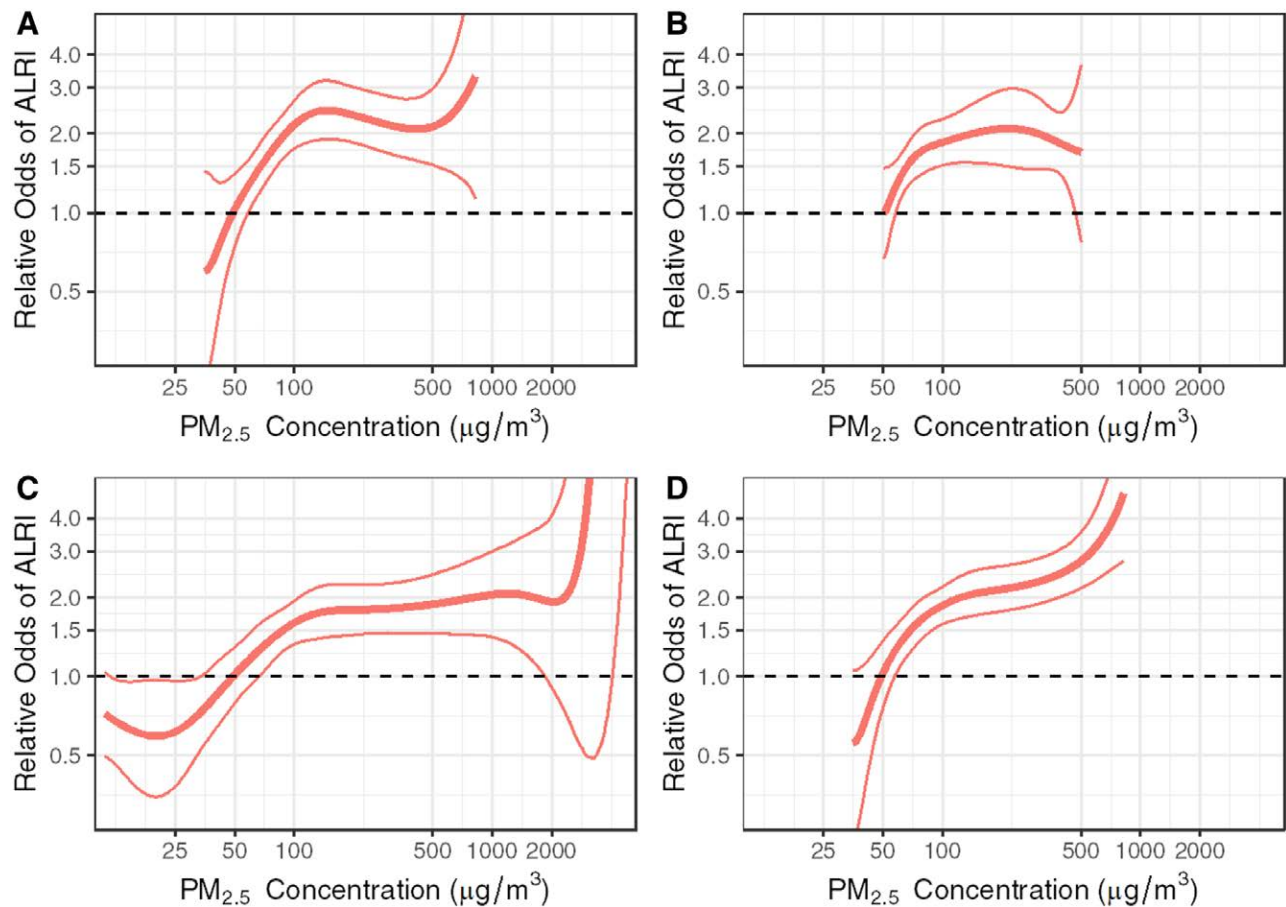 A
Relative Odds of ALRI
4.0
3.0
2.0
1.5
1.0
0.5
25 50 100 500 1000 2000
PM₂.₅ Concentration (μg/m³)
B
Relative Odds of ALRI
4.0
3.0
2.0
1.5
1.0
0.5
25 50 100 500 1000 2000
PM₂.₅ Concentration (μg/m³)
C
Relative Odds of ALRI
4.0
3.0
2.0
1.5
1.0
0.5
25 50 100 500 1000 2000
PM₂.₅ Concentration (μg/m³)
D
Relative Odds of ALRI
4.0
3.0
2.0
1.5
1.0
0.5
25 50 100 500 1000 2000
PM₂.₅ Concentration (μg/m³)